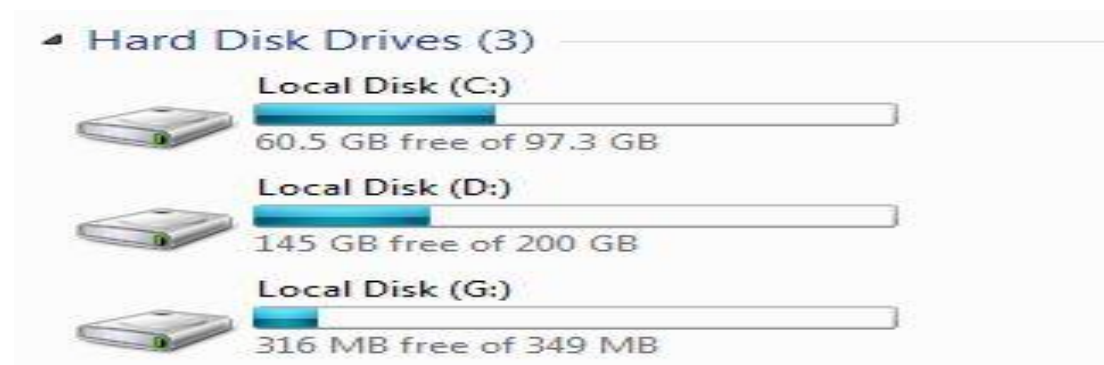 Hard Disk Drives (3)
Local Disk (C:)
60.5 GB free of 97.3 GB
Local Disk (D:)
145 GB free of 200 GB
Local Disk (G:)
316 MB free of 349 MB